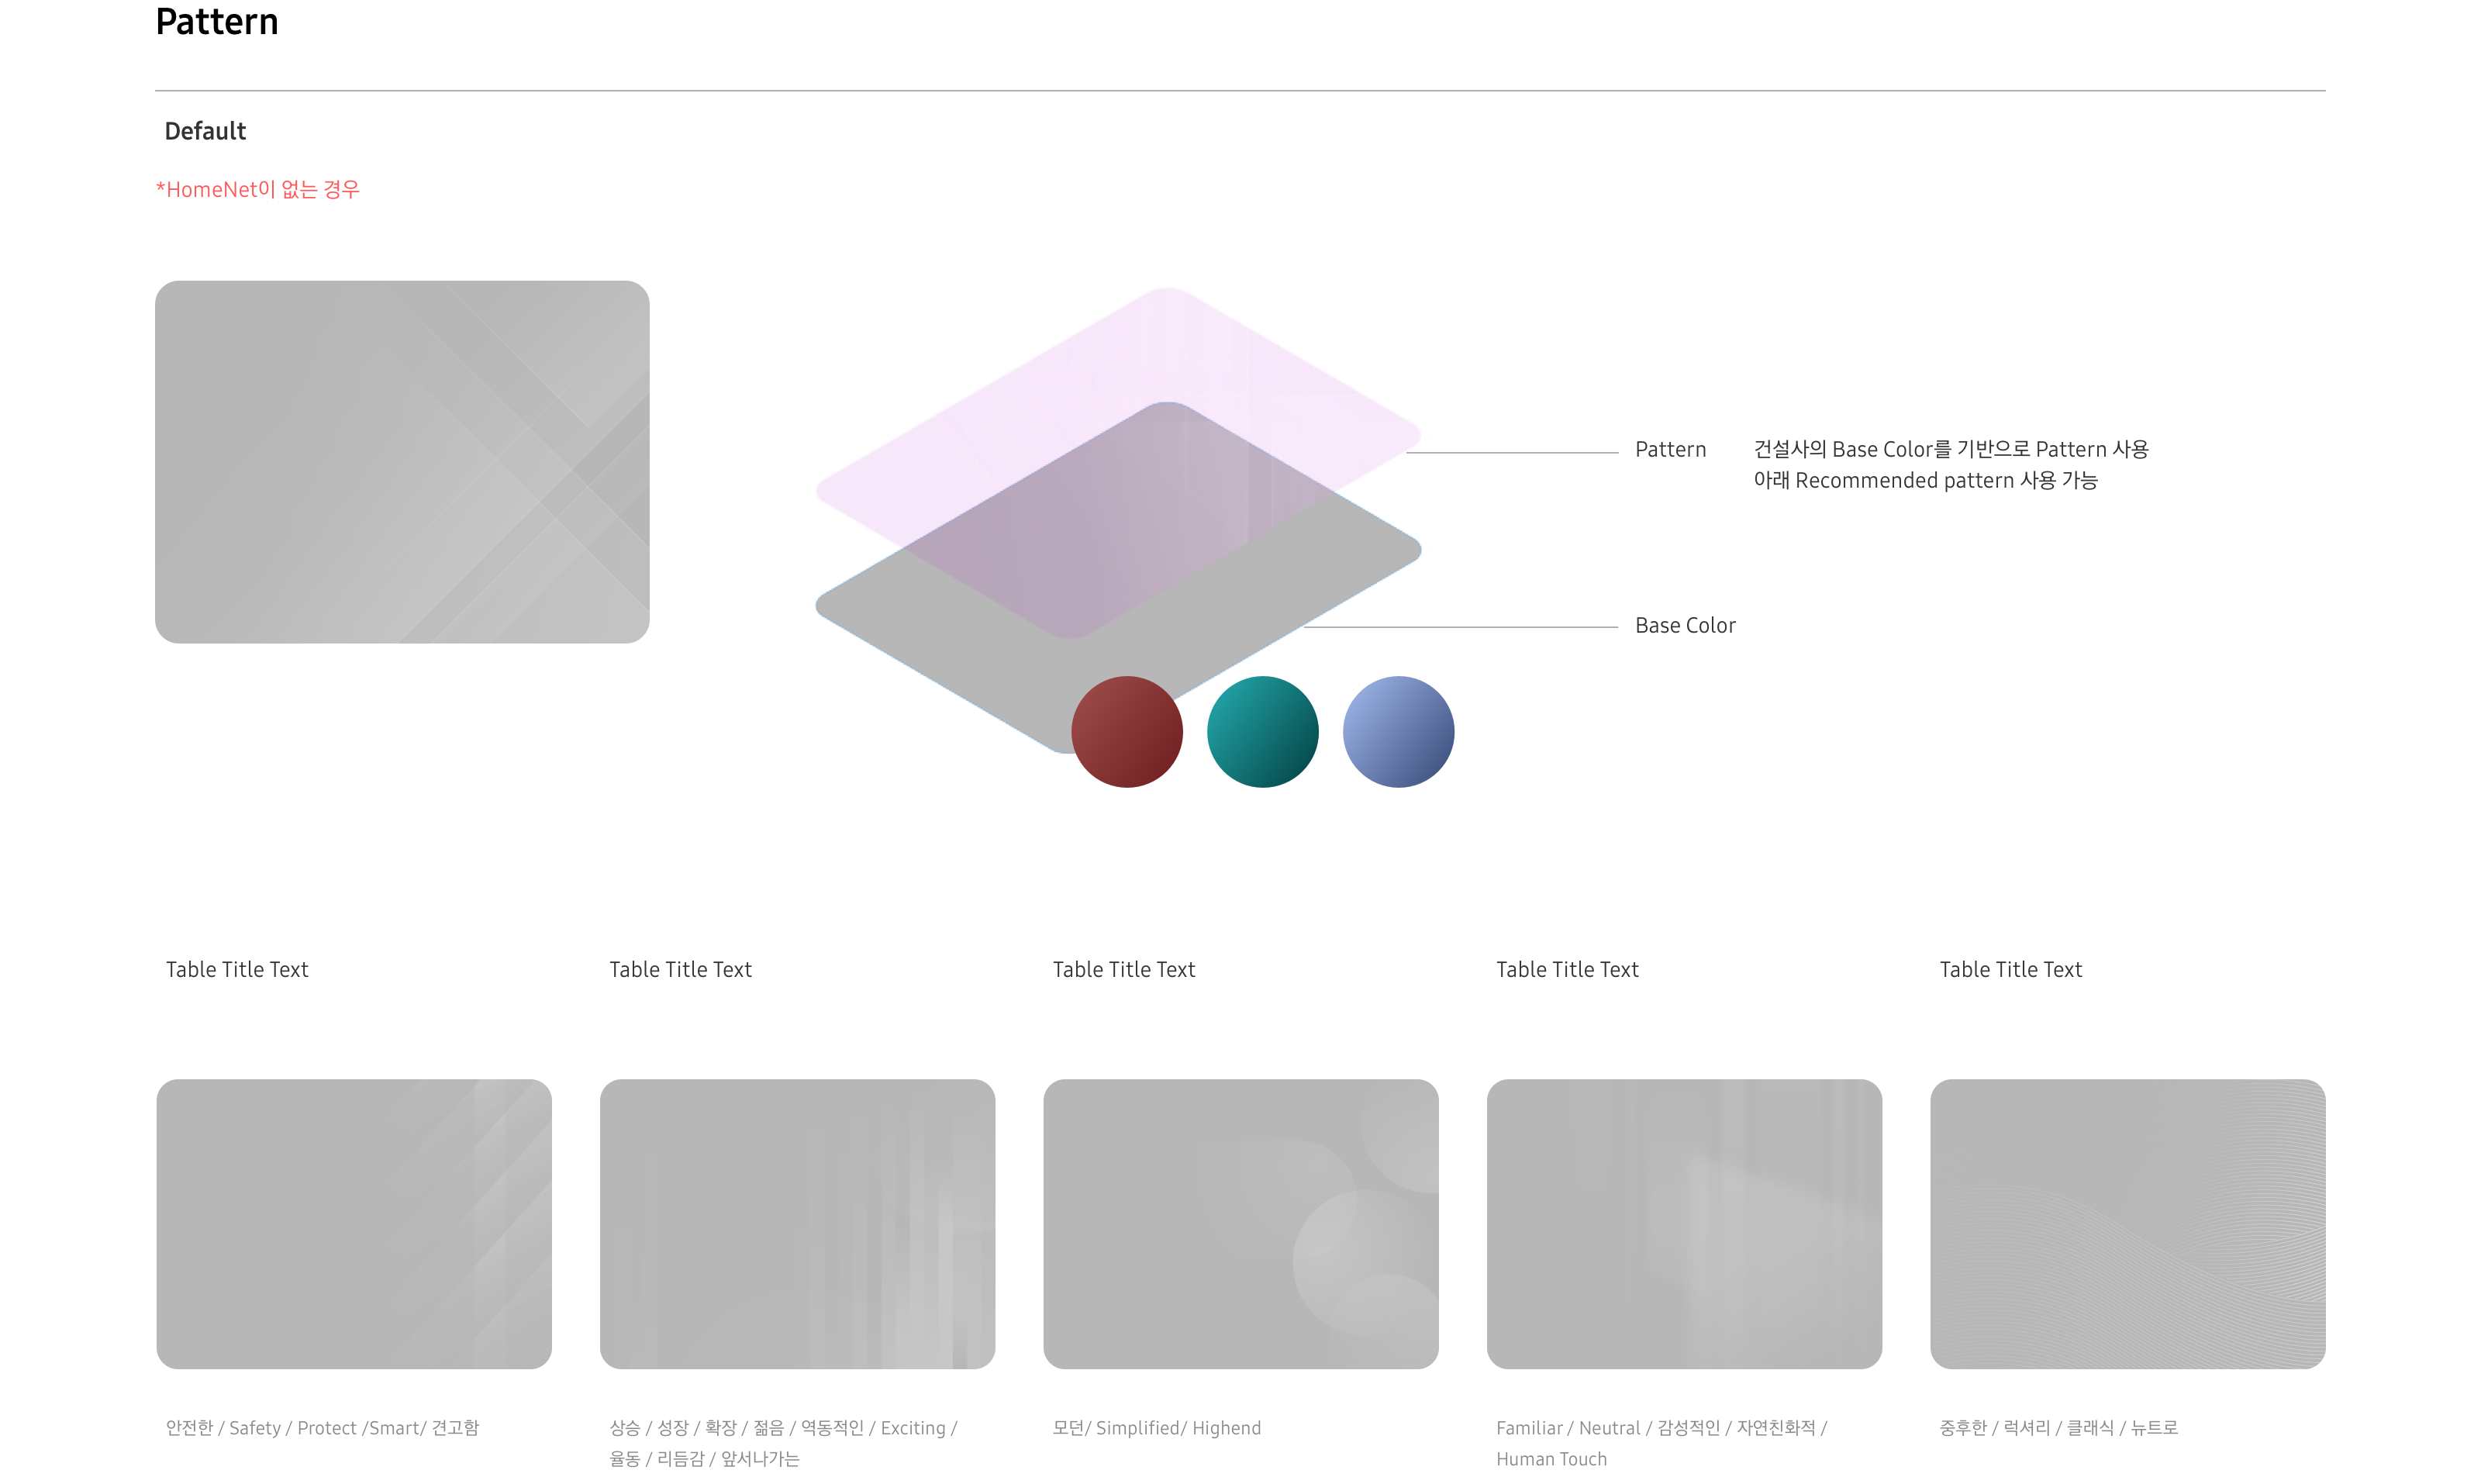 Pattern
Default
*HomeNet이 없는 경우
Pattern 건설사의 Base Color를 기반으로 Pattern 사용
아래 Recommended pattern 사용 가능
Base Color
Table Title Text
Table Title Text
Table Title Text
Table Title Text
Table Title Text
안전한 / Safety / Protect /Smart/ 견고함
상승 / 성장 / 확장 / 젊음 / 역동적인 / Exciting /
율동 / 리듬감 / 앞서나가는
모던/ Simplified/ Highend
Familiar / Neutral / 감성적인 / 자연친화적 /
Human Touch
중후한 / 럭셔리 / 클래식 / 뉴트로